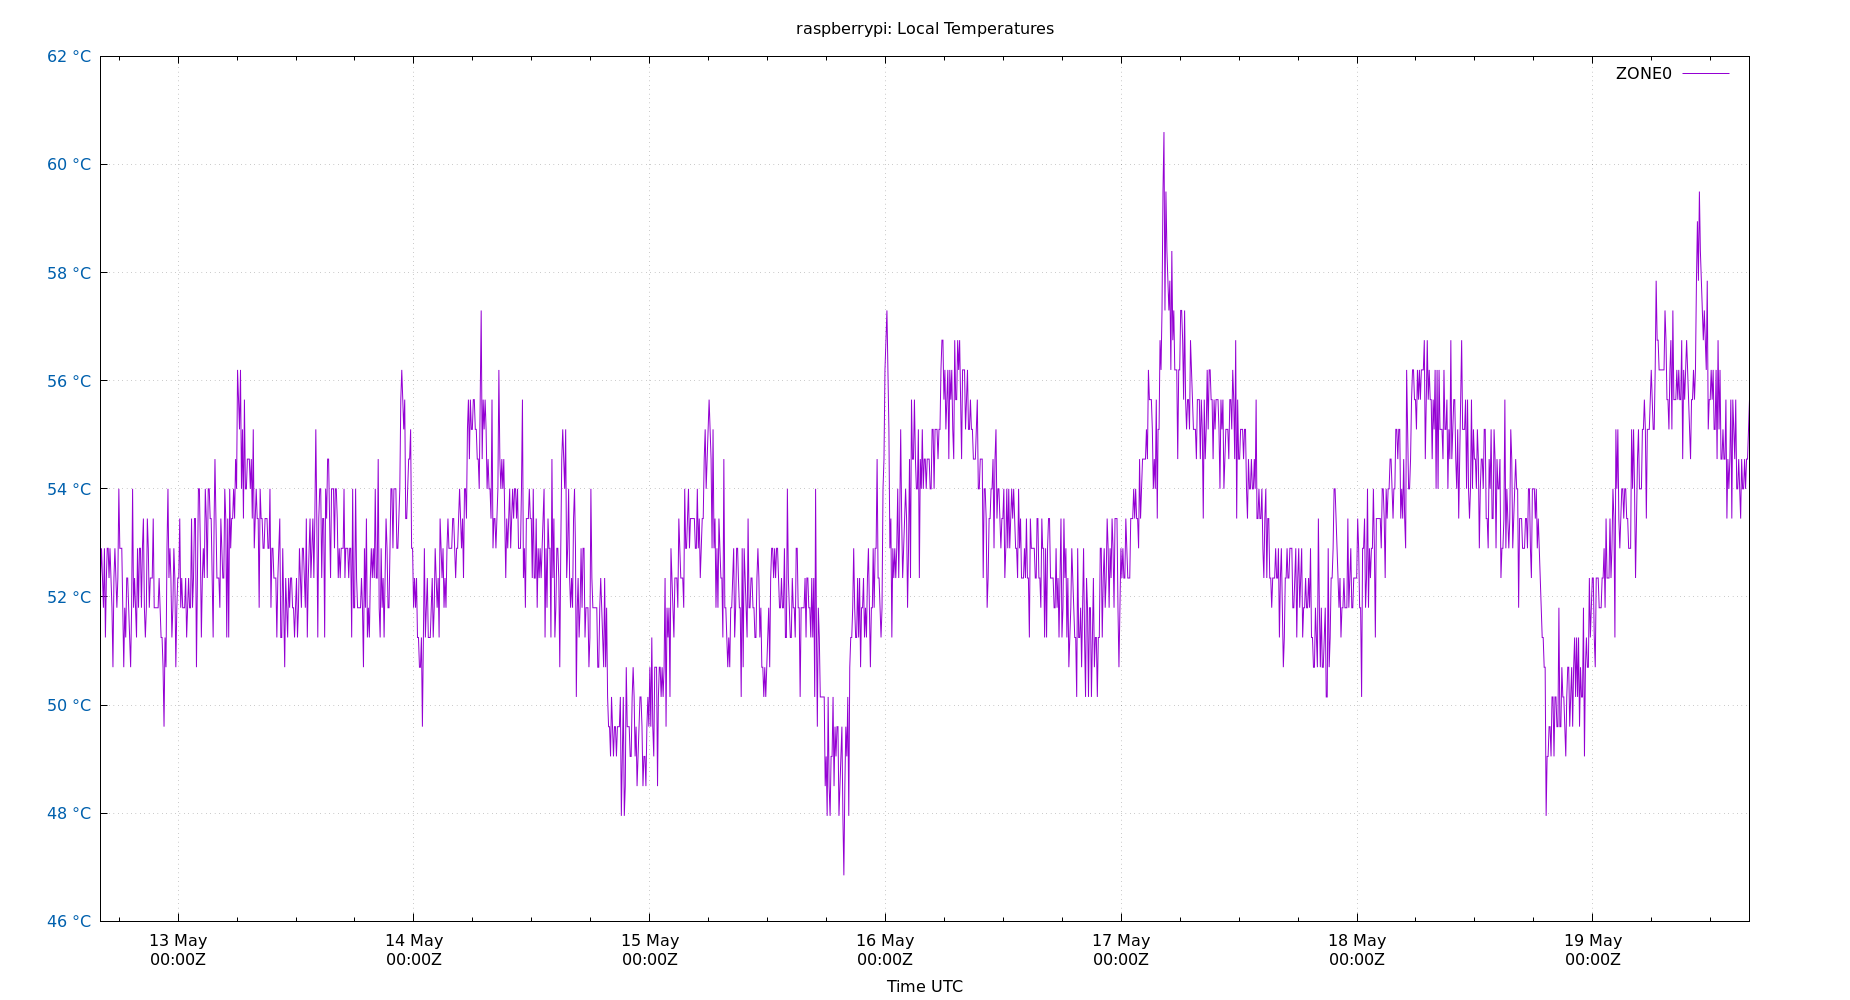 raspberrypi: Local Temperatures
ZONE0
62 °C
60 °C
58 °C
56 °C
54 °C
52 °C
50 °C
48 °C
46 °C
13 May 14 May 15 May 16 May 17 May 18 May 19 May
00:00Z 00:00Z 00:00Z 00:00Z 00:00Z 00:00Z 00:00Z
Time UTC